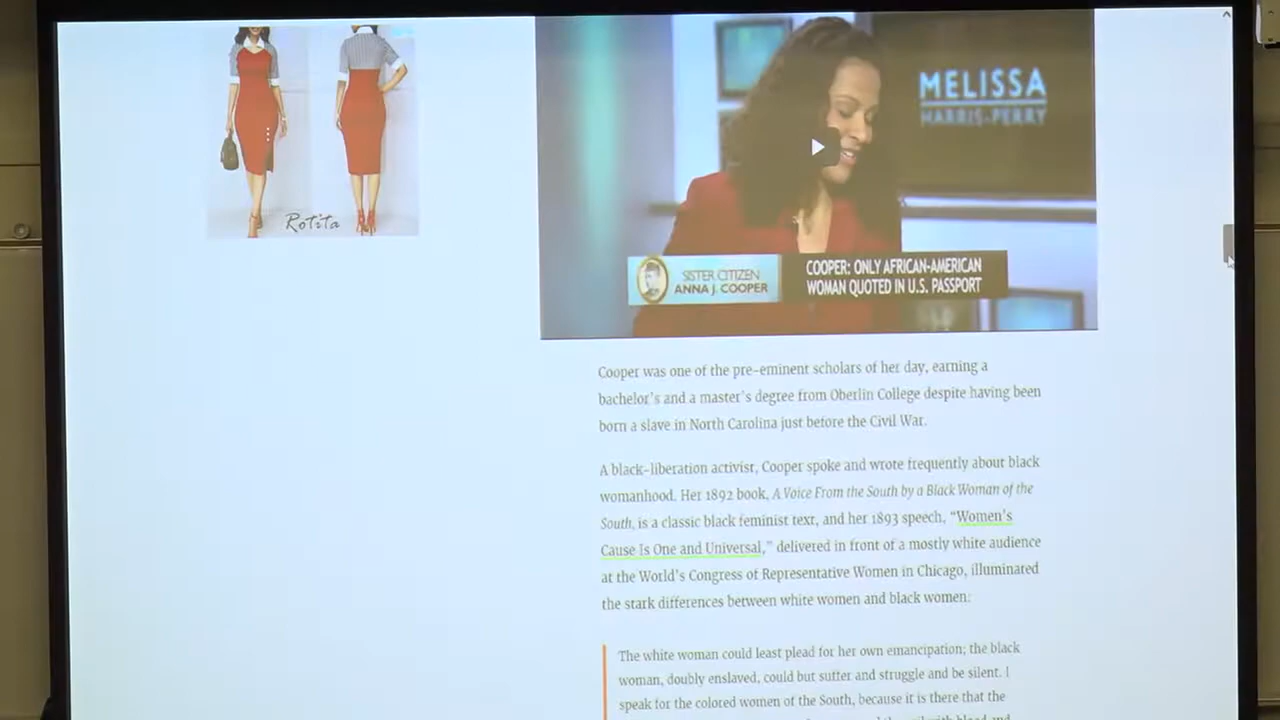 Rotita
MELISSA
HARRIS-PERRY
SISTER CITIZEN
ANNA J. COOPER
COOPER: ONLY AFRICAN-AMERICAN
WOMAN QUOTED IN U.S. PASSPORT
Cooper was one of the pre-eminent scholars of her day, earning a
bachelor's and a master's degree from Oberlin College despite having been
born a slave in North Carolina just before the Civil War.
A black-liberation activist, Cooper spoke and wrote frequently about black
womanhood. Her 1892 book, A Voice From the South by a Black Woman of the
South, is a classic black feminist text, and her 1893 speech, "Women's
Cause Is One and Universal," delivered in front of a mostly white audience
at the World's Congress of Representative Women in Chicago, illuminated
the stark differences between white women and black women:
The white woman could least plead for her own emancipation; the black
woman, doubly enslaved, could but suffer and struggle and be silent. I
speak for the colored women of the South, because it is there that the